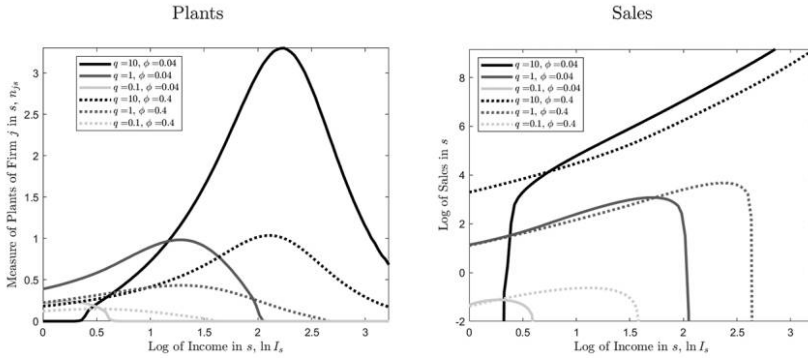 Plants
Sales
3
2.5
2
1.5
1
0.5
0
q =10, ϕ =0.04
q =1, ϕ =0.04
q =0.1, ϕ =0.04
q =10, ϕ =0.4
q =1, ϕ =0.4
q =0.1, ϕ =0.4
0 0.5 1 1.5 2 2.5 3
Measure of Plants of Firm j in s, n_js
Log of Income in s, ln I_s
8
6
4
2
0
-2
q =10, ϕ =0.04
q =1, ϕ =0.04
q =0.1, ϕ =0.04
q =10, ϕ =0.4
q =1, ϕ =0.4
q =0.1, ϕ =0.4
0 0.5 1 1.5 2 2.5 3
Log of Sales in s
Log of Income in s, ln I_s